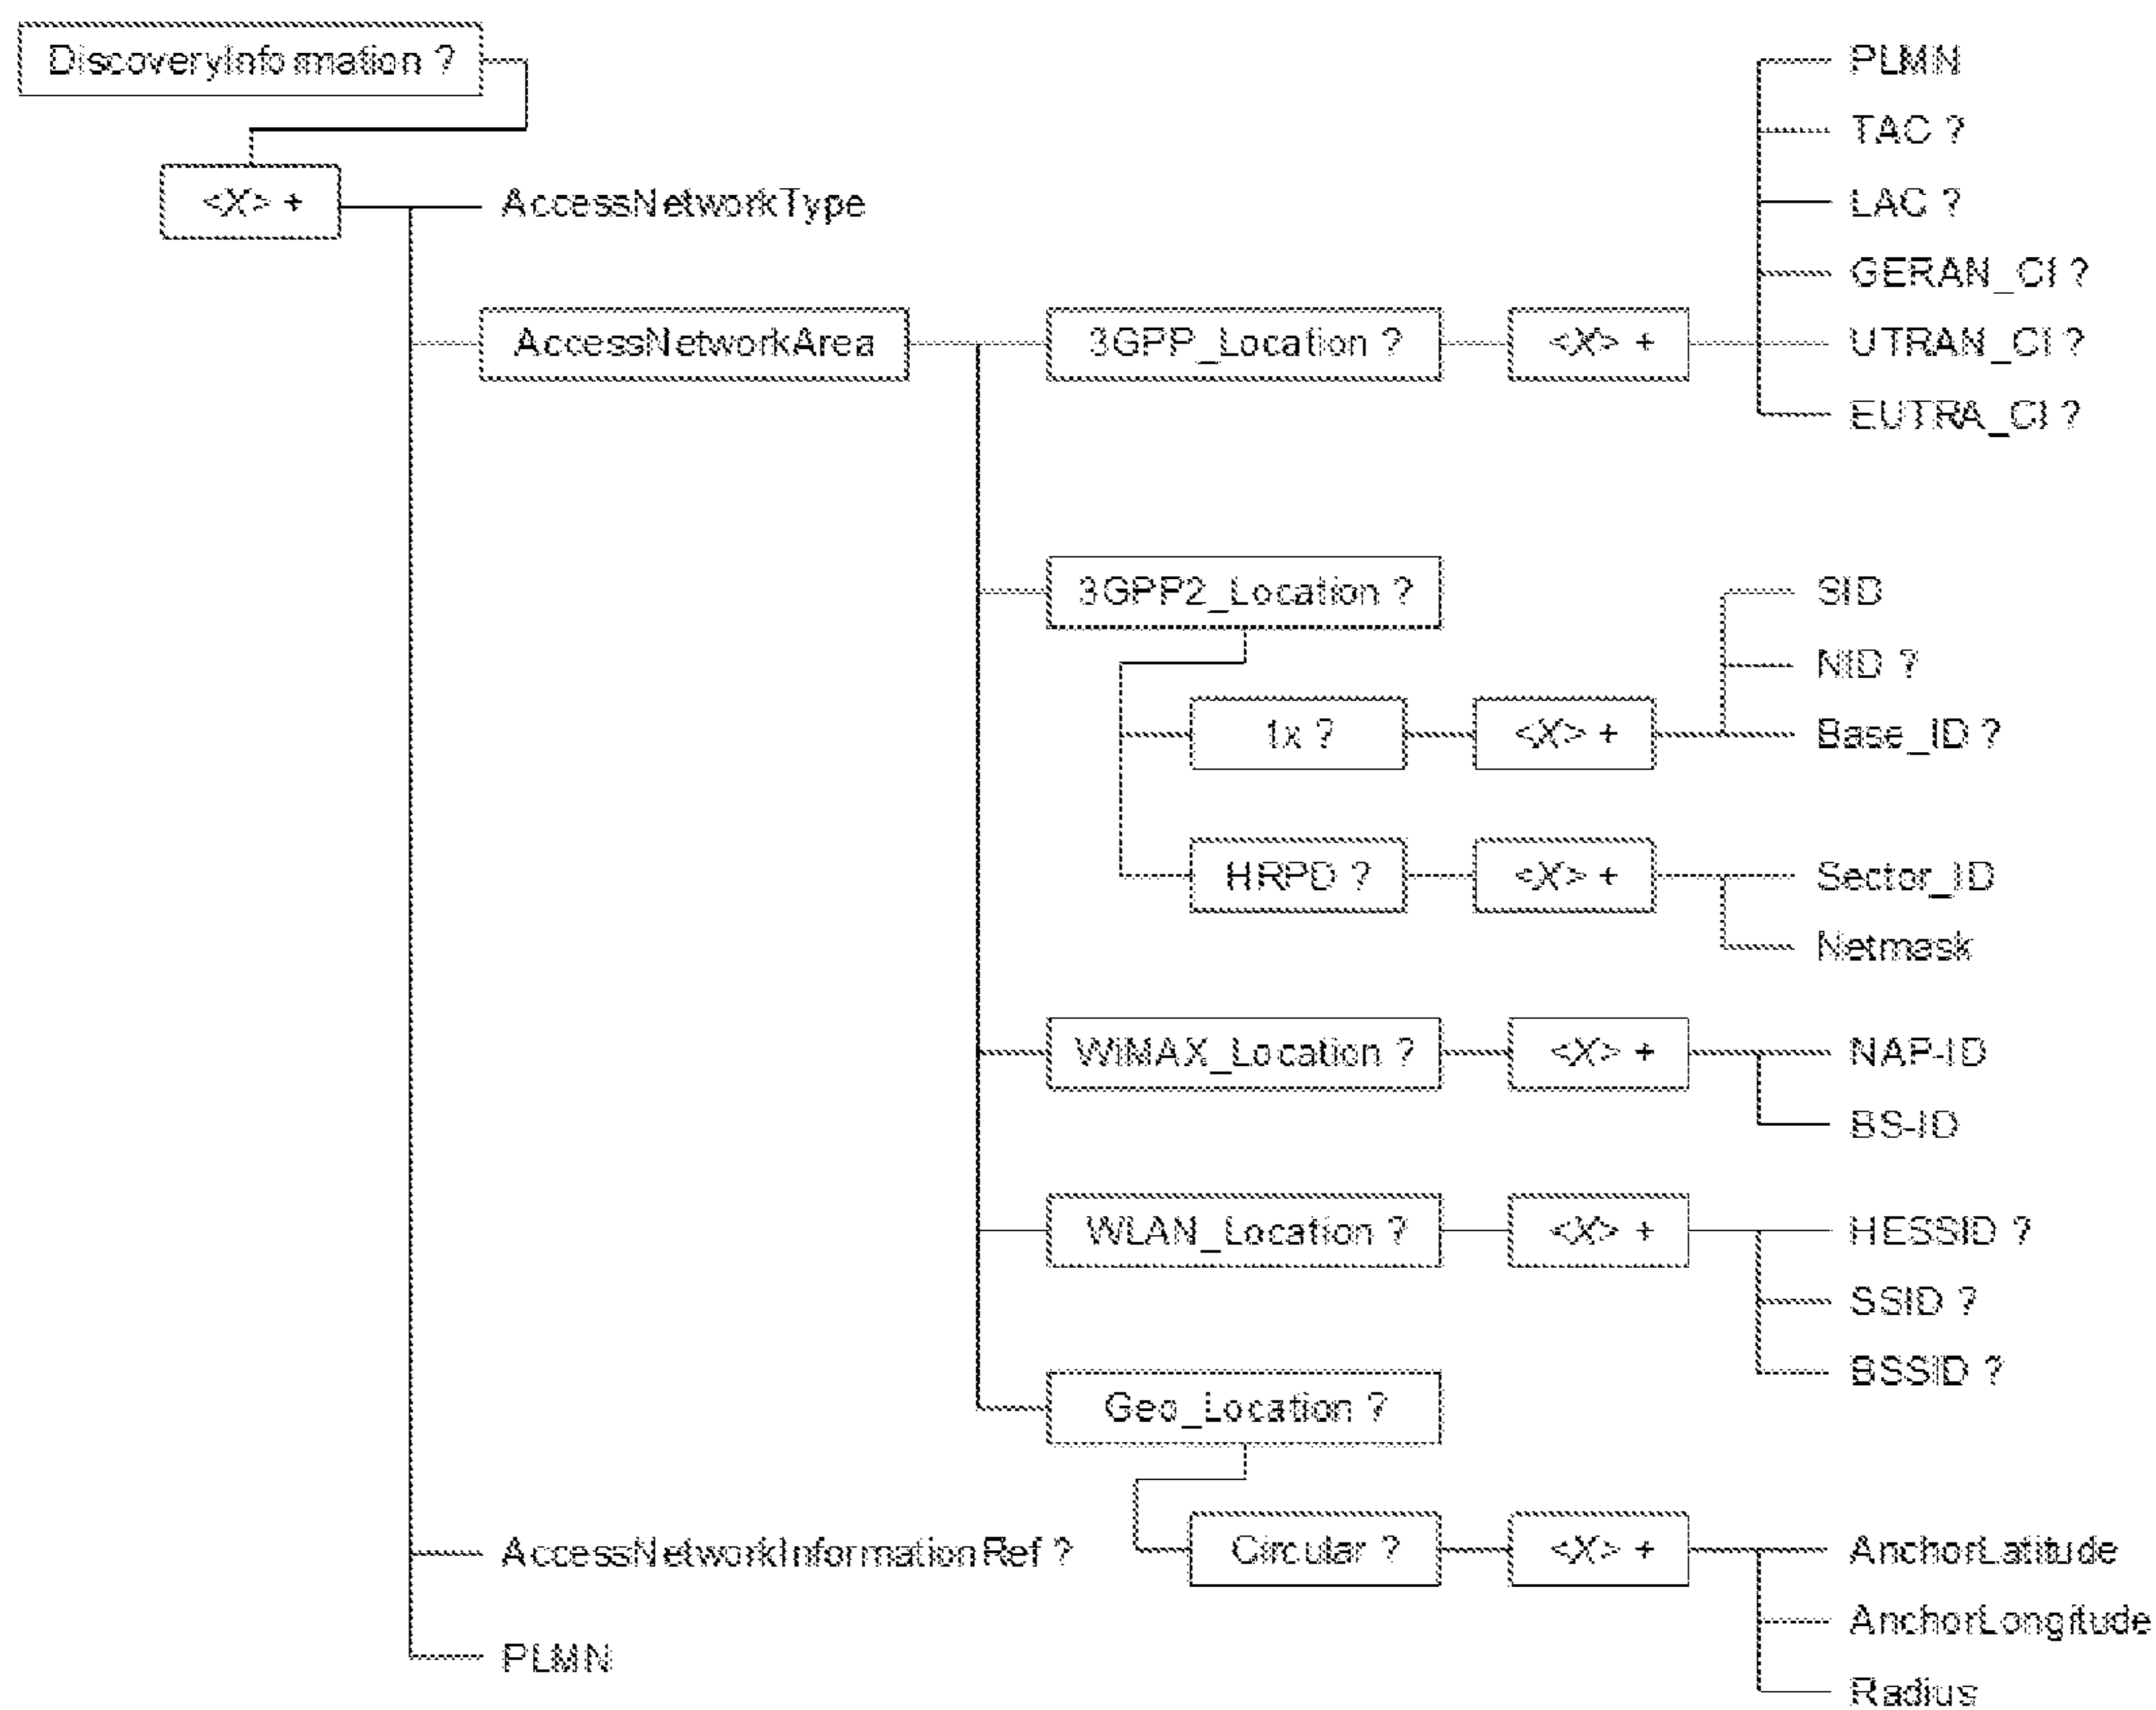 DiscoveryInformation ?
<X> +
AccessNetworkType
AccessNetworkArea
3GPP_Location ?
<X> +
PLMN
TAC ?
LAC ?
GERAN_CI ?
UTRAN_CI ?
EUTRA_CI ?
3GPP2_Location ?
1x ?
<X> +
SID
NID ?
Base_ID ?
HRPD ?
<X> +
Sector_ID
Netmask
WiMAX_Location ?
<X> +
NAP-ID
BS-ID
WLAN_Location ?
<X> +
HESSID ?
SSID ?
BSSID ?
Geo_Location ?
Circular ?
<X> +
AnchorLatitude
AnchorLongitude
Radius
AccessNetworkInformationRef ?
PLMN